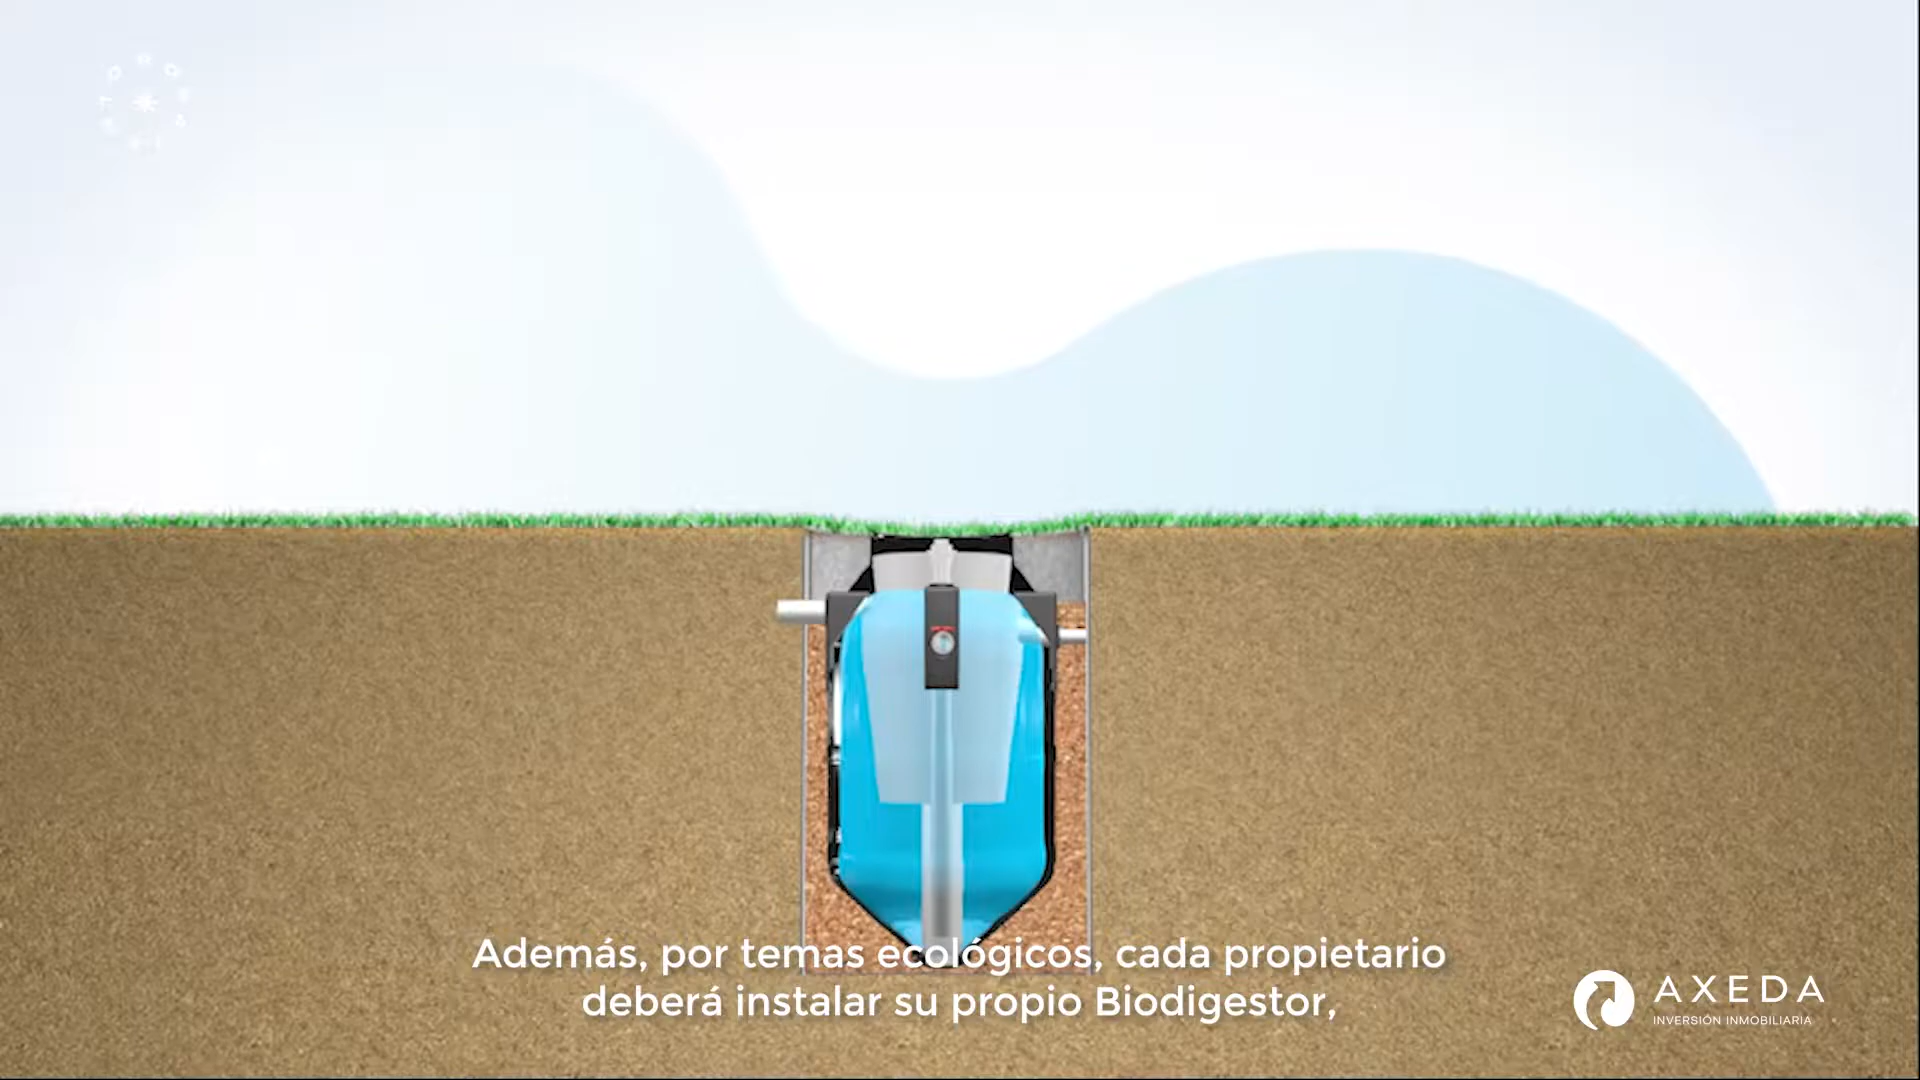 Además, por temas ecológicos, cada propietario
deberá instalar su propio Biodigestor,
AXEDA
INVERSIÓN INMOBILIARIA